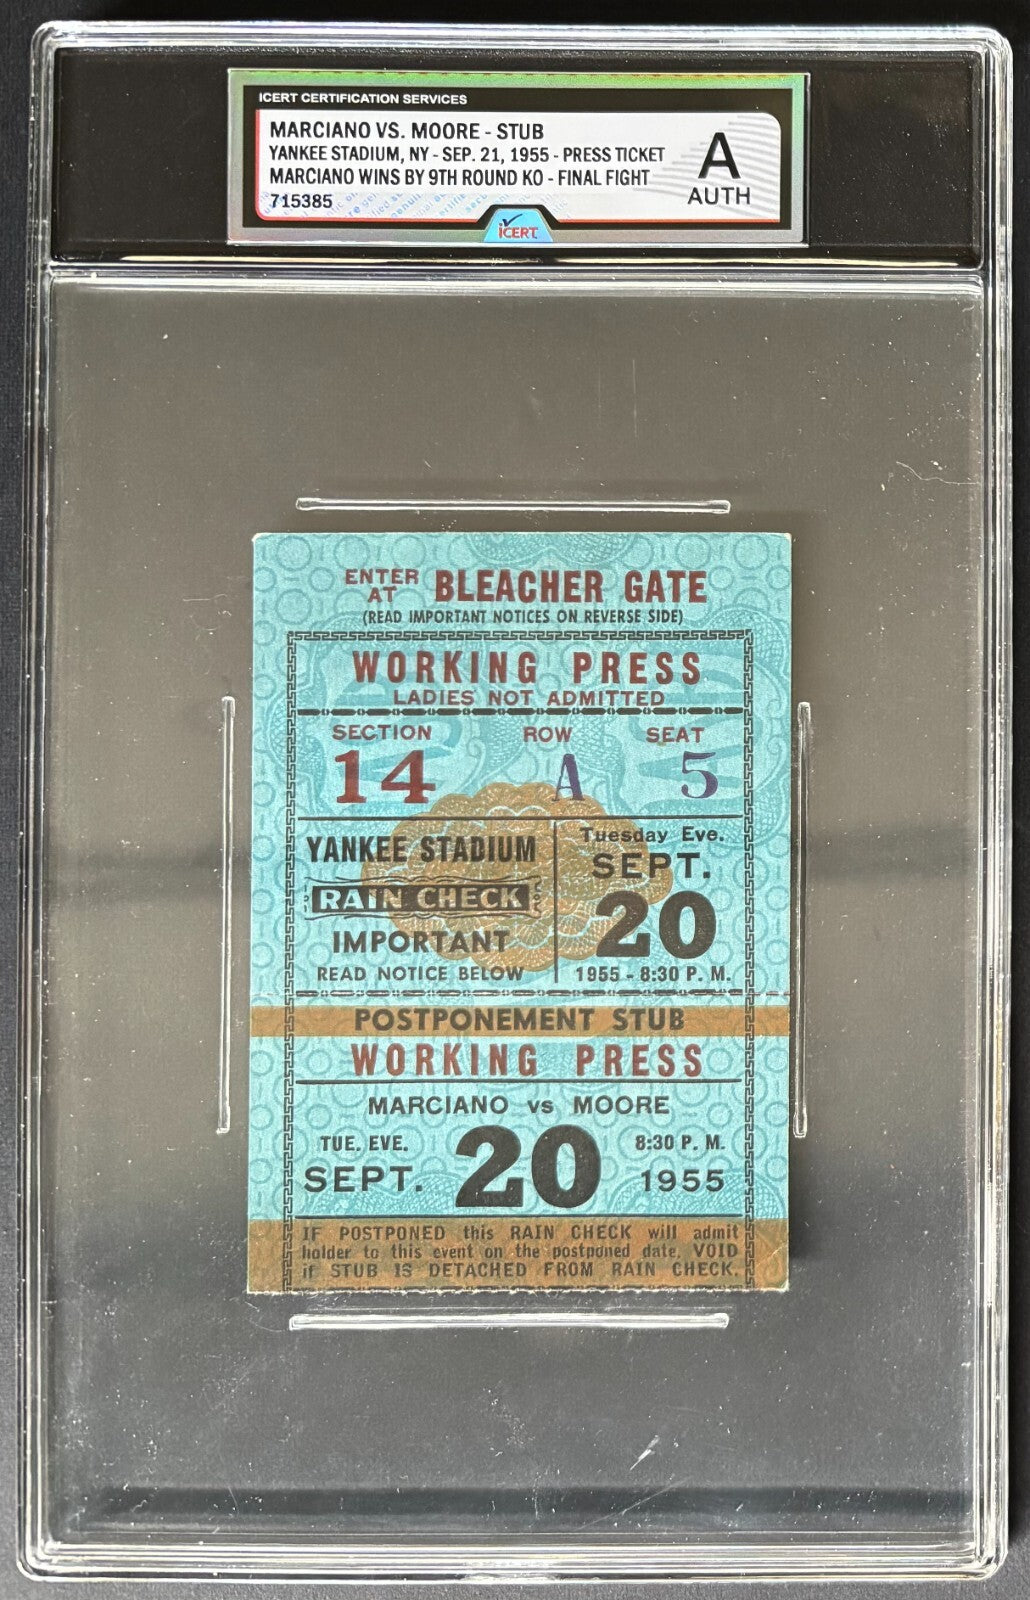 ICERT CERTIFICATION SERVICES
MARCIANO VS. MOORE - STUB
YANKEE STADIUM, NY - SEP. 21, 1955 - PRESS TICKET
MARCIANO WINS BY 9TH ROUND KO - FINAL FIGHT
715385
A
AUTH
iCERT
ENTER AT BLEACHER GATE
(READ IMPORTANT NOTICES ON REVERSE SIDE)
WORKING PRESS
LADIES NOT ADMITTED
SECTION ROW SEAT
14 A 5
YANKEE STADIUM
RAIN CHECK
IMPORTANT
READ NOTICE BELOW
Tuesday Eve.
SEPT.
20
1955 - 8:30 P. M.
POSTPONEMENT STUB
WORKING PRESS
MARCIANO vs MOORE
TUE. EVE.
SEPT.
20
8:30 P. M.
1955
IF POSTPONED this RAIN CHECK will admit
holder to this event on the postponed date. VOID
if STUB IS DETACHED FROM RAIN CHECK.